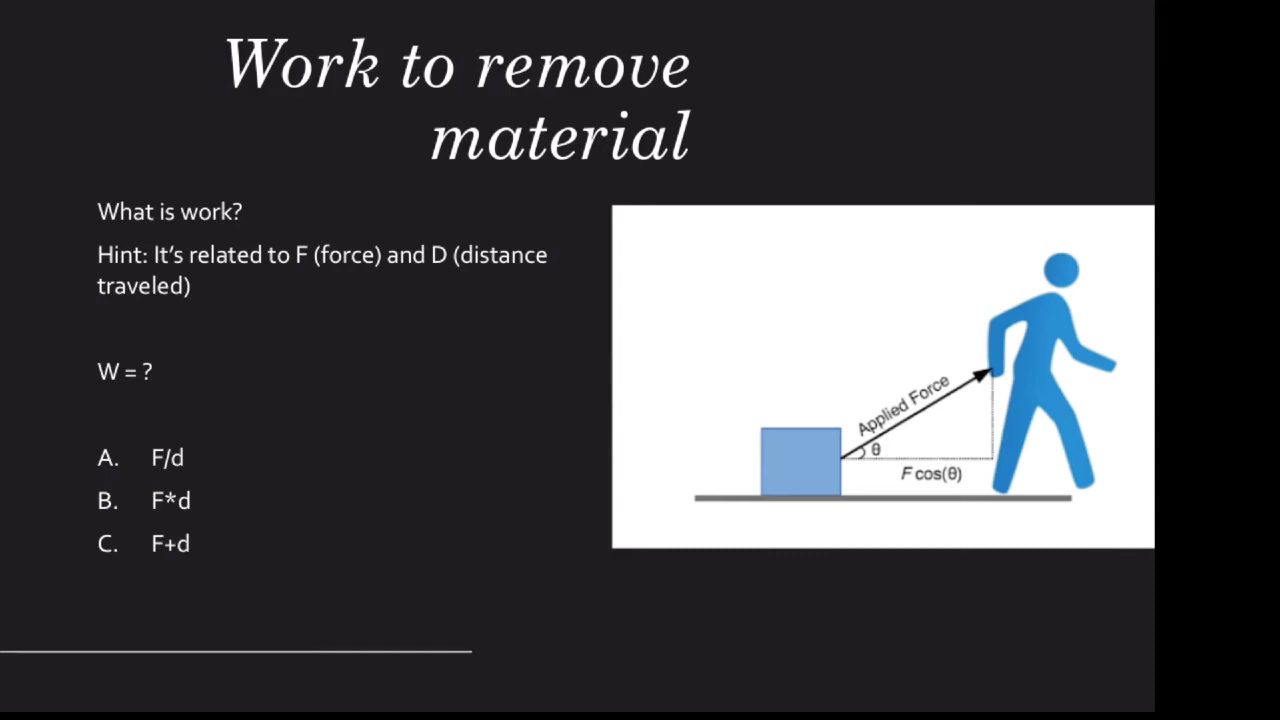 Work to remove
material
What is work?
Hint: It's related to F (force) and D (distance
traveled)
W = ?
A. F/d
B. F*d
C. F+d
Applied Force
θ
F cos(θ)